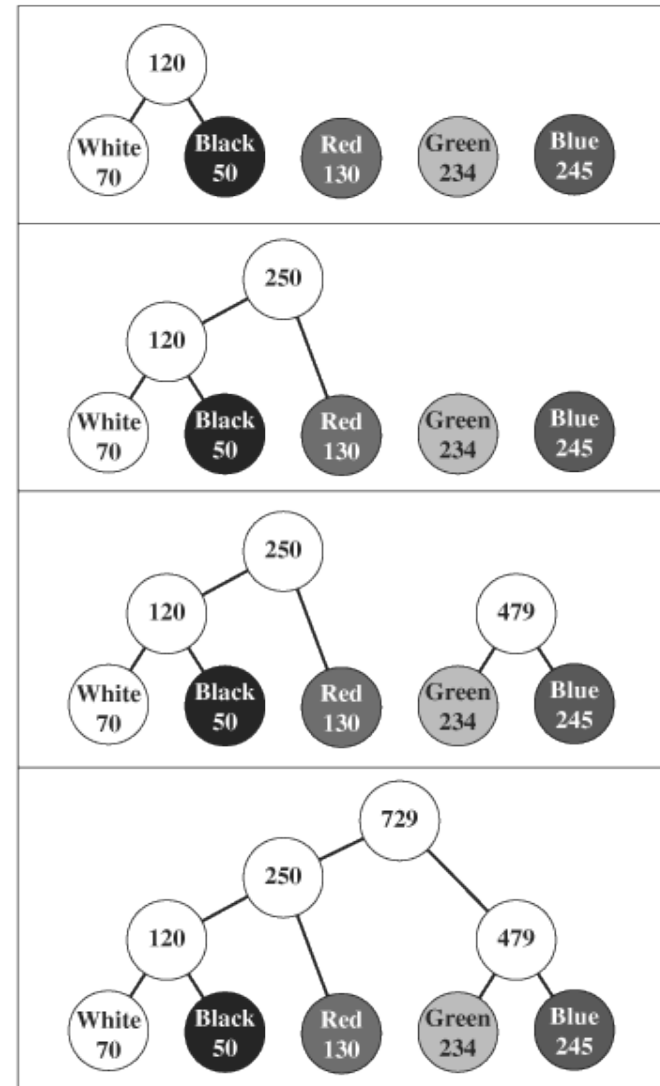 120
White
70
Black
50
Red
130
Green
234
Blue
245
250
120
White
70
Black
50
Red
130
Green
234
Blue
245
250
120
479
White
70
Black
50
Red
130
Green
234
Blue
245
729
250
120
479
White
70
Black
50
Red
130
Green
234
Blue
245